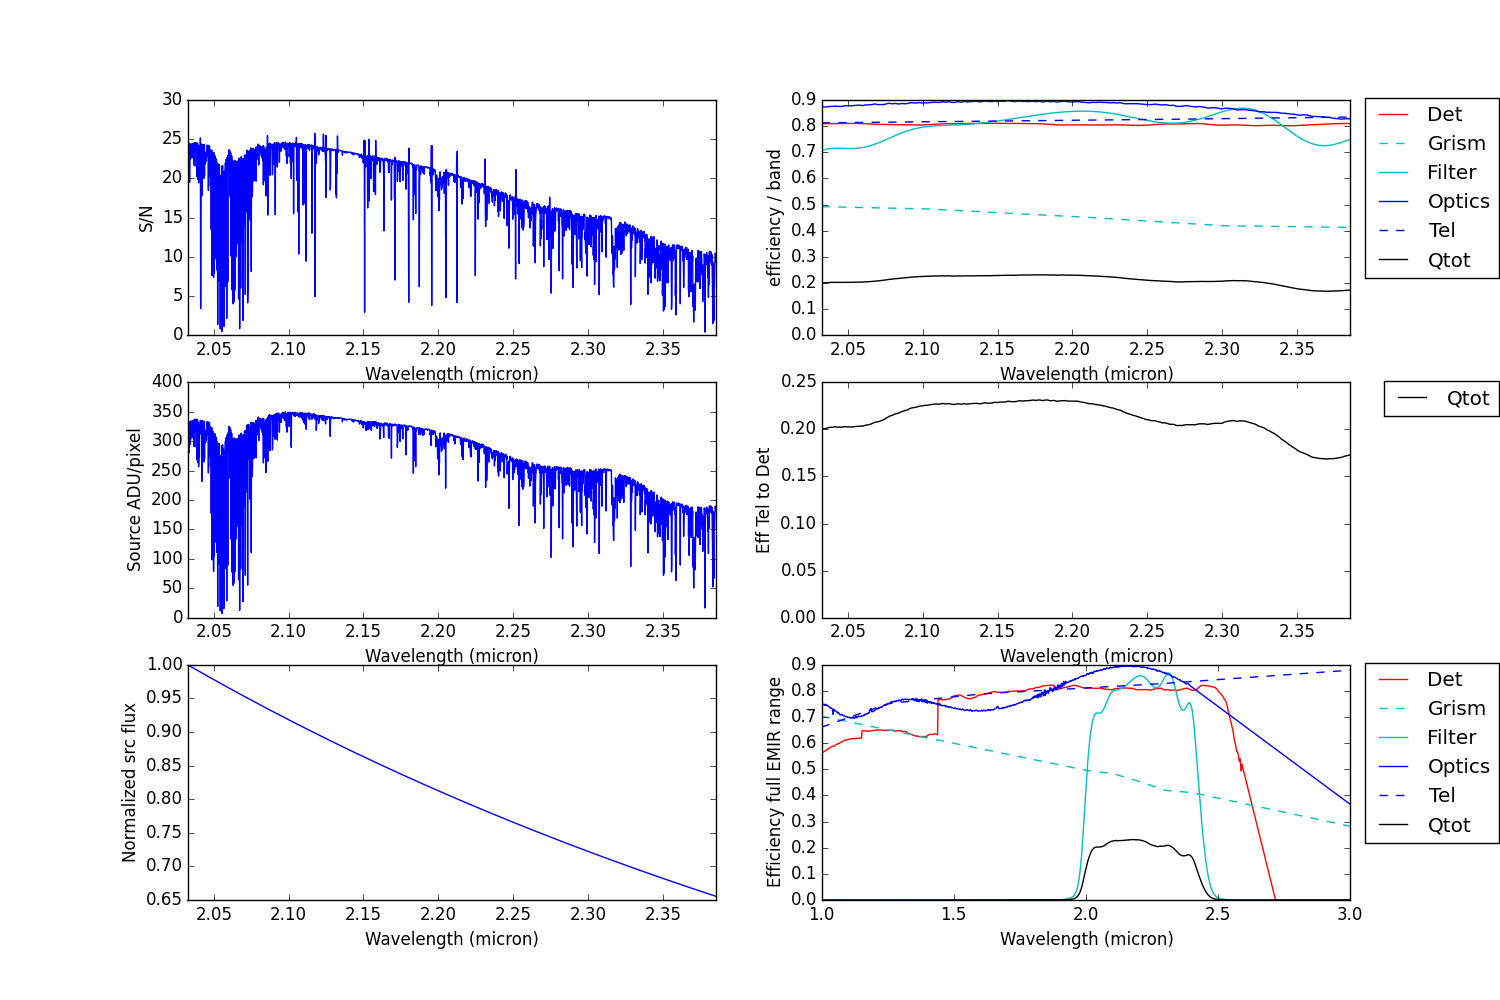 30
25
20
15
10
5
0
S/N
2.05 2.10 2.15 2.20 2.25 2.30 2.35
Wavelength (micron)
0.9
0.8
0.7
0.6
0.5
0.4
0.3
0.2
0.1
0.0
efficiency / band
2.05 2.10 2.15 2.20 2.25 2.30 2.35
Wavelength (micron)
Det
Grism
Filter
Optics
Tel
Qtot
400
350
300
250
200
150
100
50
0
Source ADU/pixel
2.05 2.10 2.15 2.20 2.25 2.30 2.35
Wavelength (micron)
0.25
0.20
0.15
0.10
0.05
0.00
Eff Tel to Det
2.05 2.10 2.15 2.20 2.25 2.30 2.35
Wavelength (micron)
Qtot
1.00
0.95
0.90
0.85
0.80
0.75
0.70
0.65
Normalized src flux
2.05 2.10 2.15 2.20 2.25 2.30 2.35
Wavelength (micron)
0.9
0.8
0.7
0.6
0.5
0.4
0.3
0.2
0.1
0.0
Efficiency full EMIR range
1.0 1.5 2.0 2.5 3.0
Wavelength (micron)
Det
Grism
Filter
Optics
Tel
Qtot